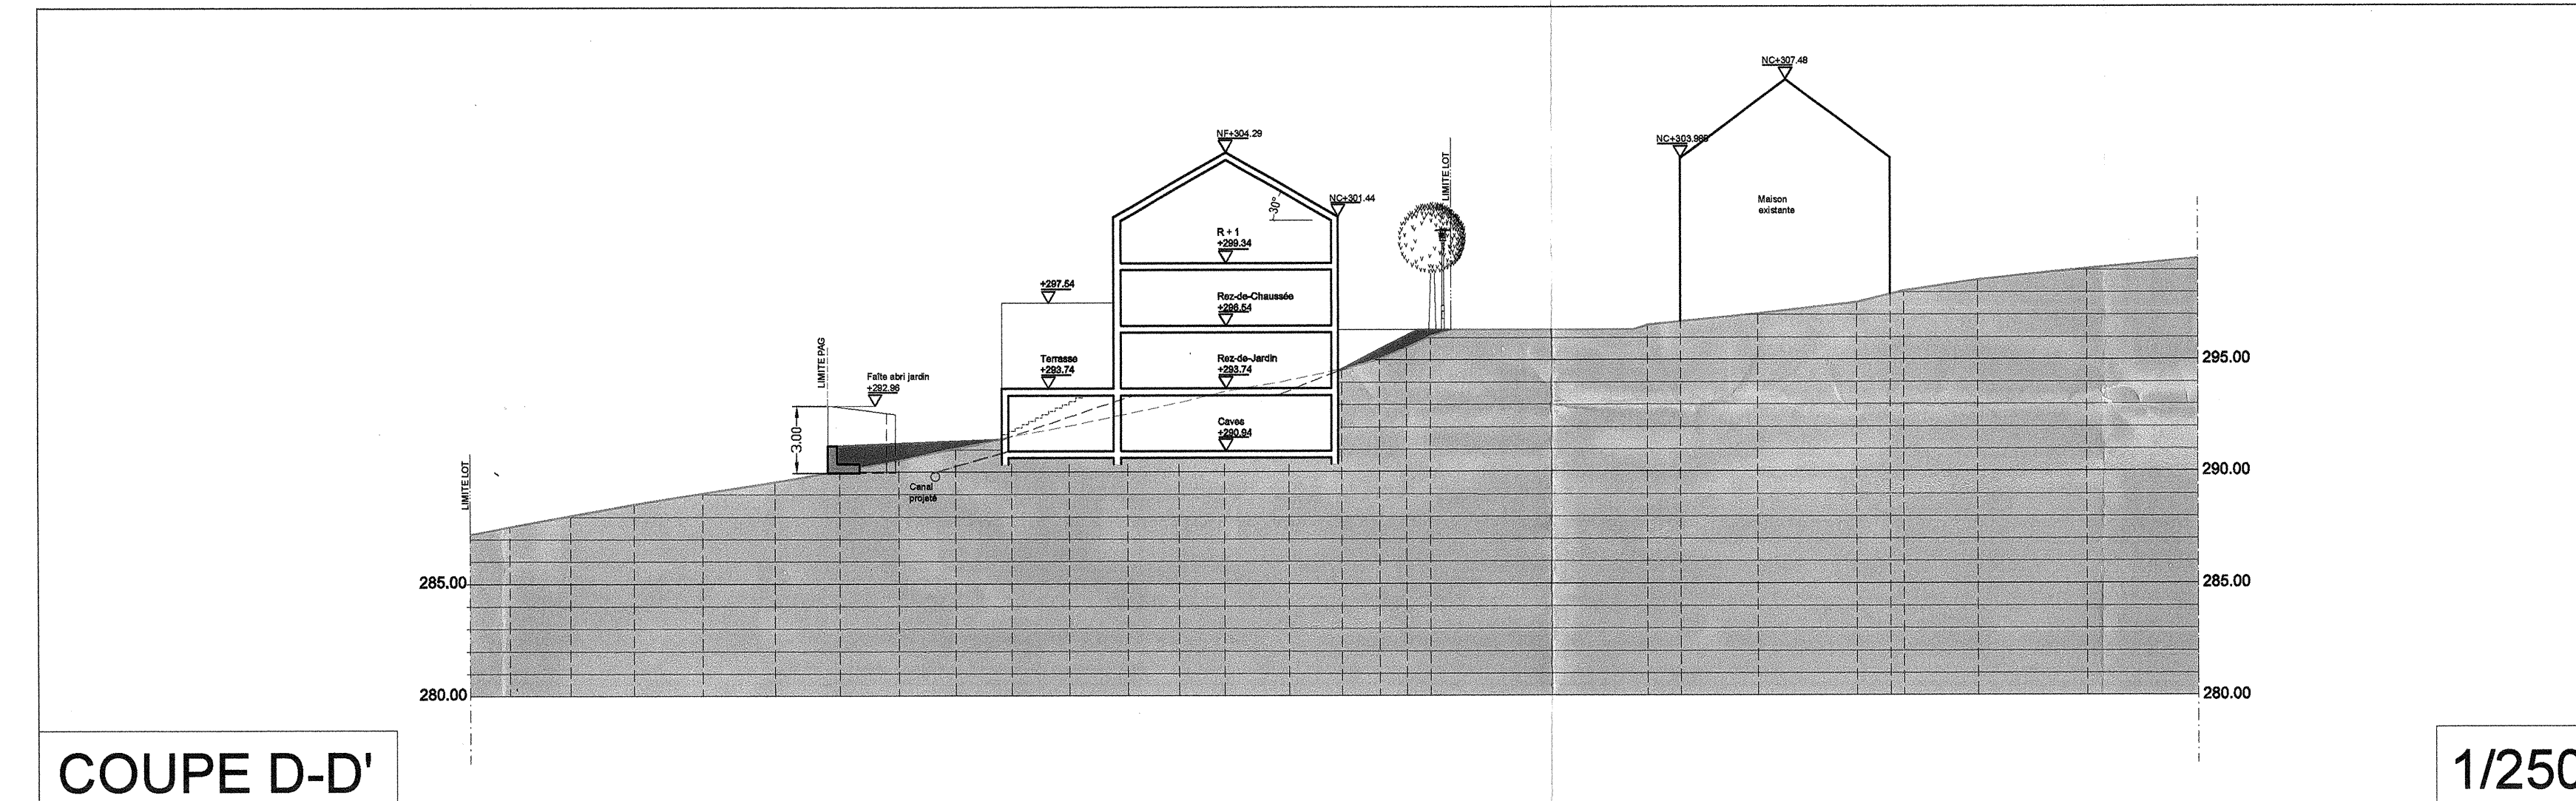 NC+307.48
NF+304.29
NC+303.986
LIMITE LOT
NC+301.44
30°
Maison
existante
R + 1
+299.34
+297.54
Rez-de-Chaussée
+296.54
LIMITE PAG
Terrasse
+293.74
Rez-de-Jardin
+293.74
295.00
Faîte abri jardin
+292.96
3.00
Caves
+290.94
LIMITE LOT
290.00
Canal
projeté
285.00
285.00
280.00
280.00
COUPE D-D'
1/250